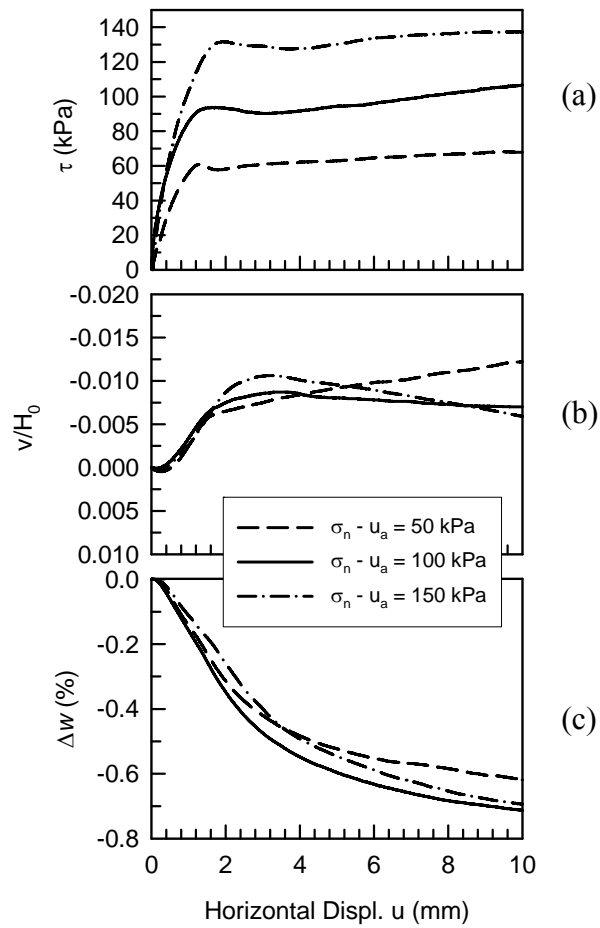 140
120
100
80
60
40
20
0
τ (kPa)
(a)
-0.020
-0.015
-0.010
-0.005
0.000
0.005
0.010
v/H₀
(b)
σₙ - uₐ = 50 kPa
σₙ - uₐ = 100 kPa
σₙ - uₐ = 150 kPa
0.0
-0.2
-0.4
-0.6
-0.8
Δw (%)
(c)
0 2 4 6 8 10
Horizontal Displ. u (mm)